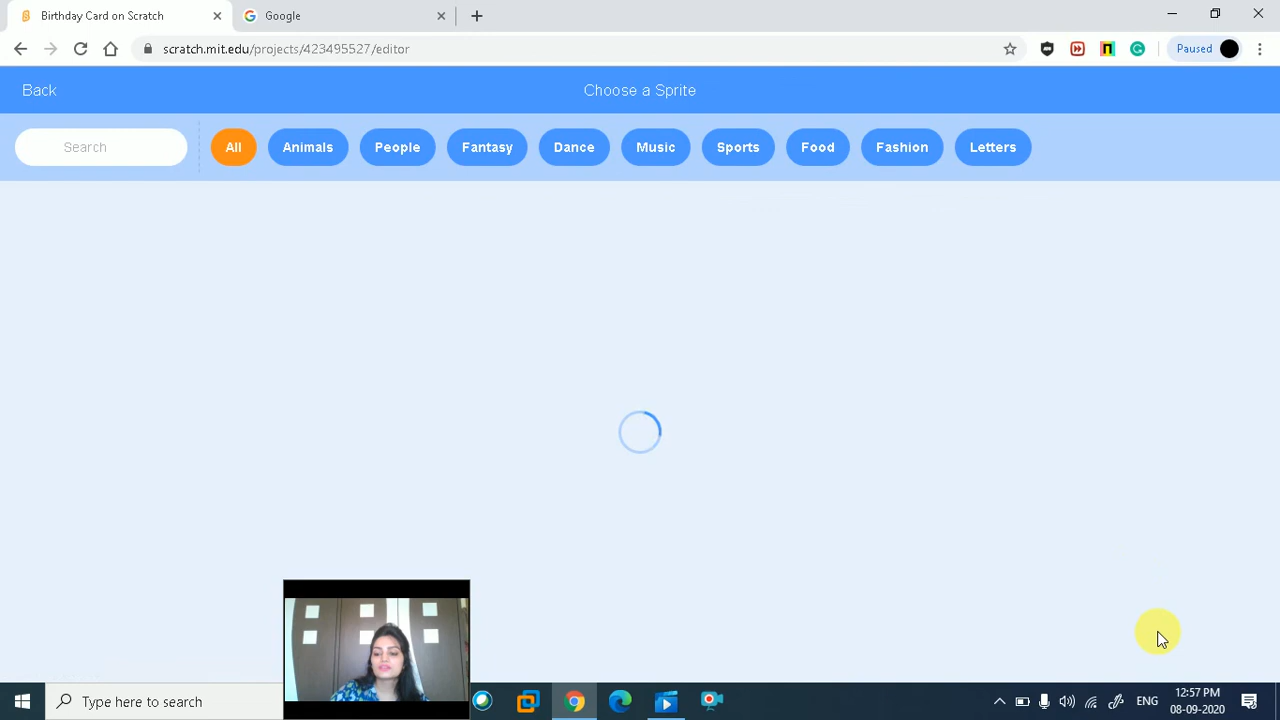 Birthday Card on Scratch
Google
scratch.mit.edu/projects/423495527/editor
Paused
Back
Choose a Sprite
Search
All
Animals
People
Fantasy
Dance
Music
Sports
Food
Fashion
Letters
Type here to search
ENG
12:57 PM
08-09-2020